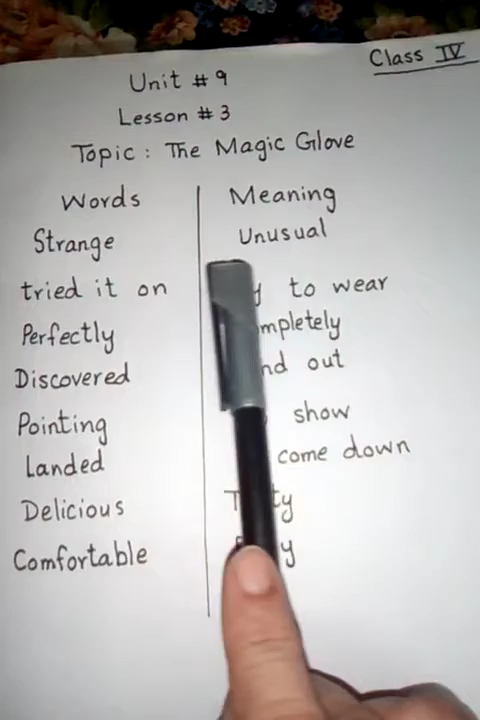 Class IV
Unit # 9
Lesson # 3
Topic : The Magic Glove
Words Meaning
Strange Unusual
tried it on to wear
Perfectly
Discovered out
Pointing show
Landed come down
Delicious
Comfortable